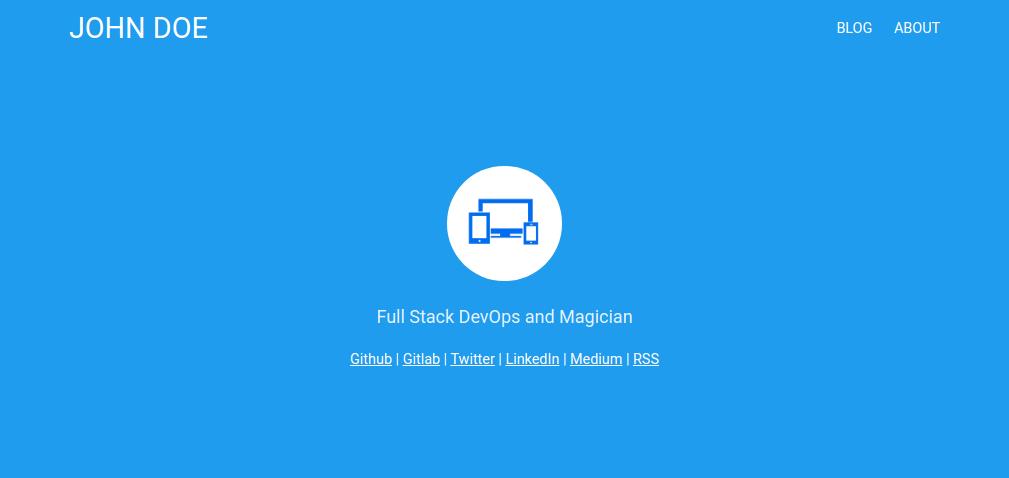 JOHN DOE
BLOG ABOUT
Full Stack DevOps and Magician
Github | Gitlab | Twitter | LinkedIn | Medium | RSS